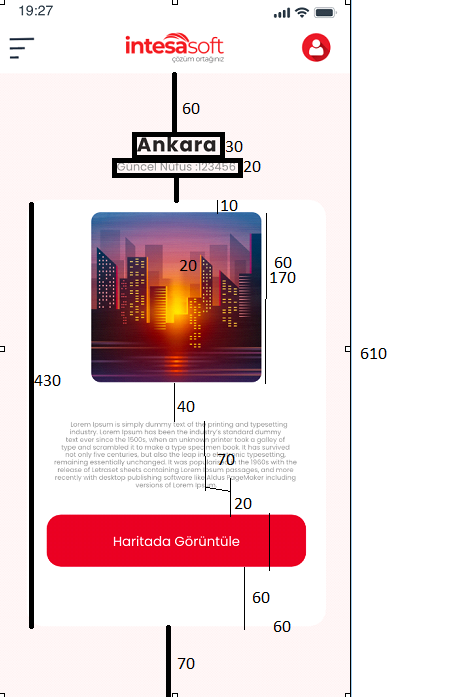 19:27
intesasoft
çözüm ortağınız
60
Ankara 30
Güncel Nüfus :123456 20
10
20
60
170
610
430
40
Lorem Ipsum is simply dummy text of the printing and typesetting
industry. Lorem Ipsum has been the industry's standard dummy
text ever since the 1500s, when an unknown printer took a galley of
type and scrambled it to make a type specimen book. It has survived
not only five centuries, but also the leap into electronic typesetting,
remaining essentially unchanged. It was popularised in the 1960s with the
release of Letraset sheets containing Lorem Ipsum passages, and more
recently with desktop publishing software like Aldus PageMaker including
versions of Lorem Ipsum.
70
20
Haritada Görüntüle
60
60
70